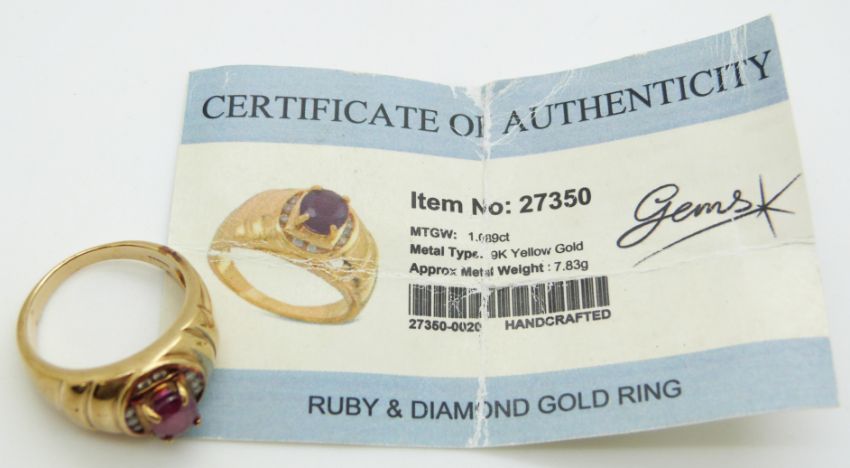 CERTIFICATE OF AUTHENTICITY
Item No: 27350
MTGW: 1.089ct
Metal Type: 9K Yellow Gold
Approx Metal Weight : 7.83g
27350-0020 HANDCRAFTED
Gems
RUBY & DIAMOND GOLD RING